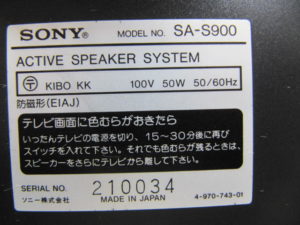 SONY MODEL NO. SA-S900
ACTIVE SPEAKER SYSTEM
〒 KIBO KK 100V 50W 50/60Hz
防磁形(EIAJ)
テレビ画面に色むらがおきたら
いったんテレビの電源を切り、15〜30分後に再び
スイッチを入れて下さい。それでも色むらが残るときは、
スピーカーをさらにテレビから離して下さい。
SERIAL NO. 210034
ソニー株式会社 MADE IN JAPAN 4-970-743-01